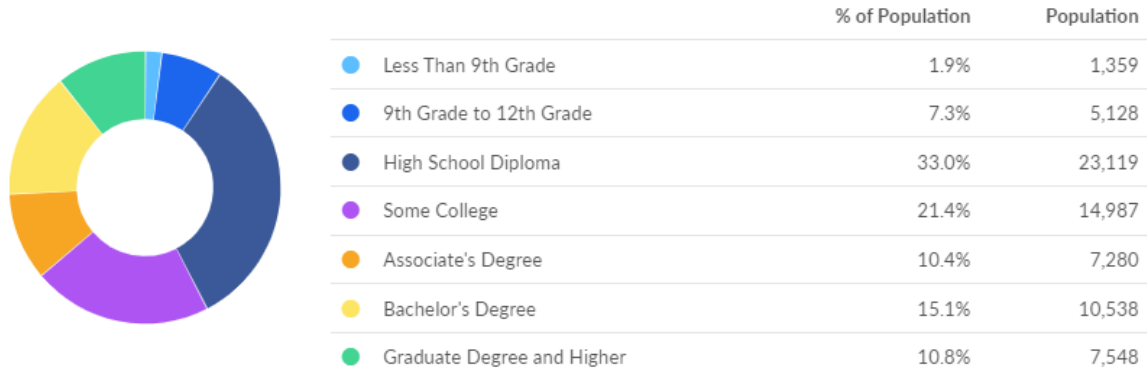 % of Population Population
Less Than 9th Grade 1.9% 1,359
9th Grade to 12th Grade 7.3% 5,128
High School Diploma 33.0% 23,119
Some College 21.4% 14,987
Associate's Degree 10.4% 7,280
Bachelor's Degree 15.1% 10,538
Graduate Degree and Higher 10.8% 7,548